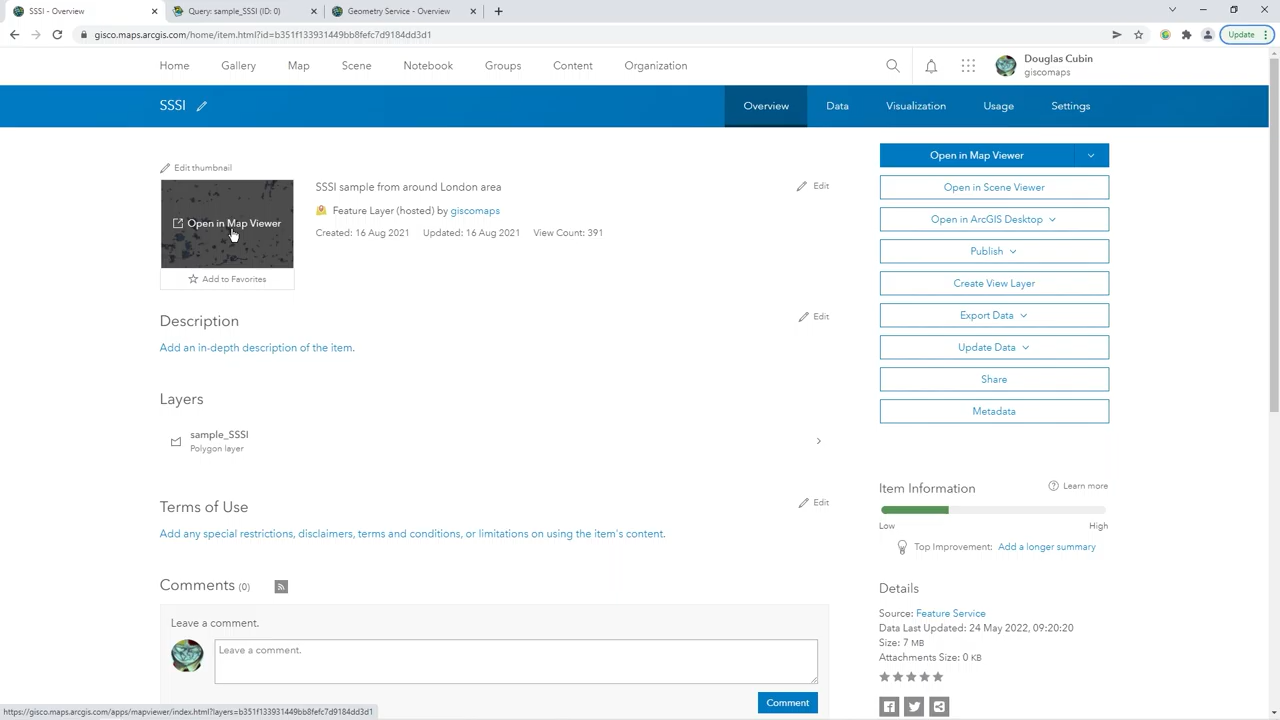 SSSI - Overview
Query: sample_SSSI (ID: 0)
Geometry Service - Overview
gisco.maps.arcgis.com/home/item.html?id=b351f133931449bb8fefc7d9184dd3d1
Update
Home
Gallery
Map
Scene
Notebook
Groups
Content
Organization
Douglas Cubin
giscomaps
SSSI
Overview
Data
Visualization
Usage
Settings
Edit thumbnail
Open in Map Viewer
Add to Favorites
SSSI sample from around London area
Edit
Feature Layer (hosted) by giscomaps
Created: 16 Aug 2021 Updated: 16 Aug 2021 View Count: 391
Description
Edit
Add an in-depth description of the item.
Layers
sample_SSSI
Polygon layer
Terms of Use
Edit
Add any special restrictions, disclaimers, terms and conditions, or limitations on using the item's content.
Comments (0)
Leave a comment.
Leave a comment.
Comment
Open in Map Viewer
Open in Scene Viewer
Open in ArcGIS Desktop
Publish
Create View Layer
Export Data
Update Data
Share
Metadata
Item Information
Learn more
Low
High
Top Improvement: Add a longer summary
Details
Source: Feature Service
Data Last Updated: 24 May 2022, 09:20:20
Size: 7 MB
Attachments Size: 0 KB
https://gisco.maps.arcgis.com/apps/mapviewer/index.html?layers=b351f133931449bb8fefc7d9184dd3d1